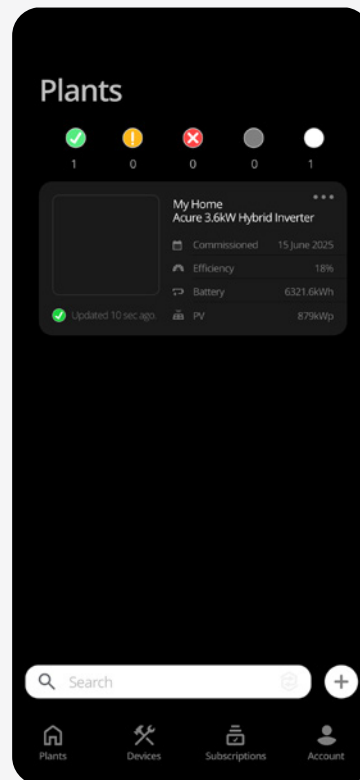 Plants
1 0 0 0 1
My Home
Acure 3.6kW Hybrid Inverter
Commissioned 15 June 2025
Efficiency 18%
Battery 6321.6kWh
Updated 10 sec ago.
PV 879kWp
Search
Plants Devices Subscriptions Account